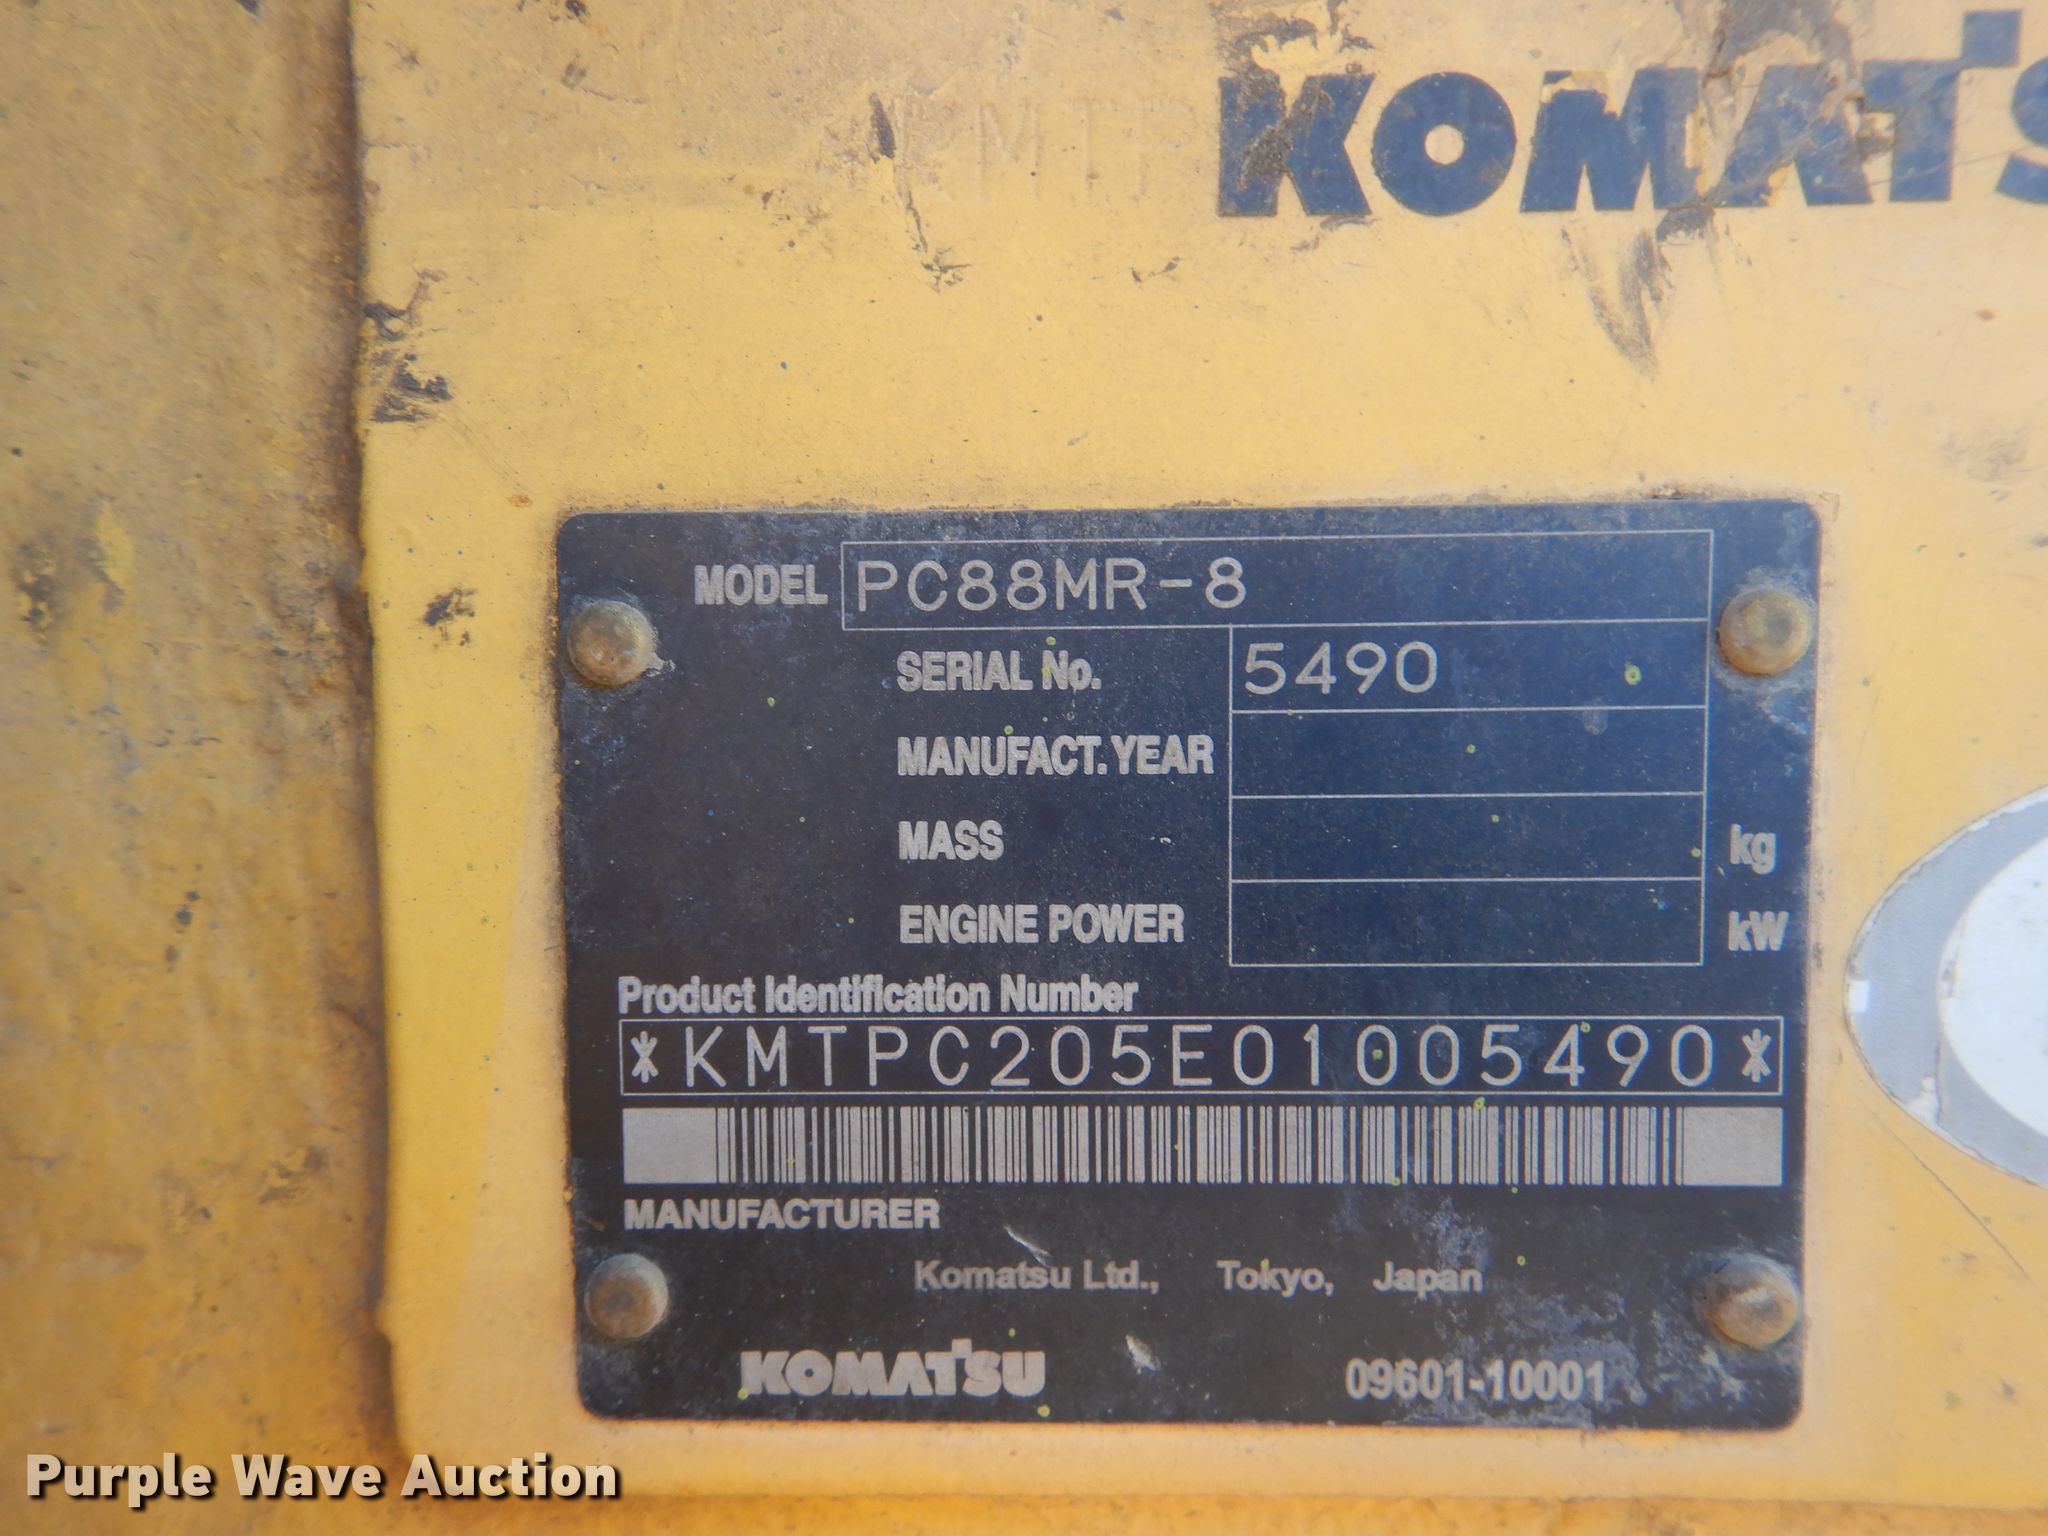 KMTP
KOMATS
MODEL PC88MR-8
SERIAL No. 5490
MANUFACT. YEAR
MASS kg
ENGINE POWER kW
Product Identification Number
*KMTPC205E01005490*
MANUFACTURER
Komatsu Ltd., Tokyo, Japan
KOMATSU 09601-10001
Purple Wave Auction